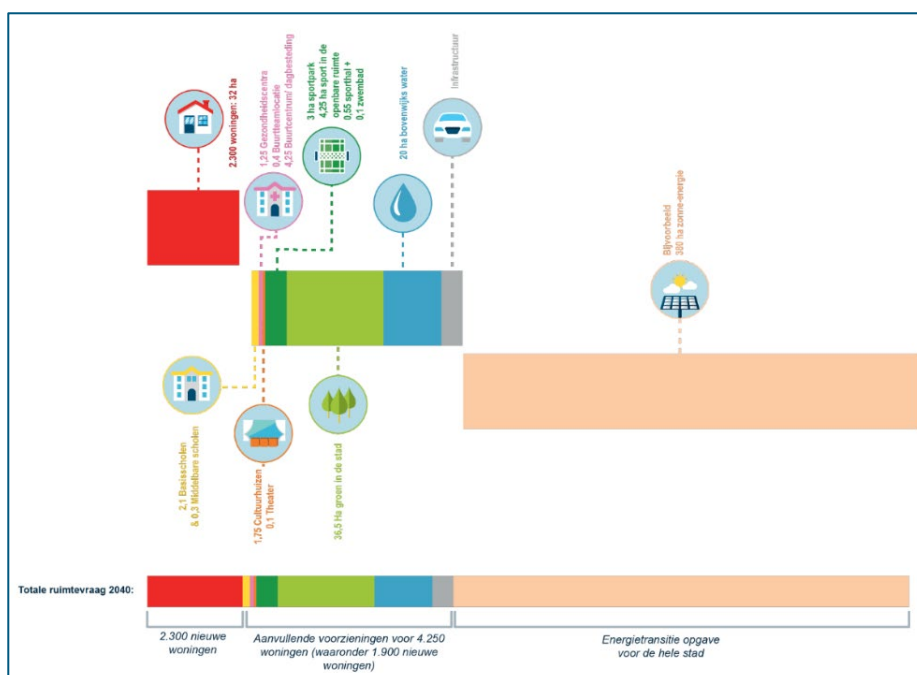 2.300 woningen: 32 ha
1,25 Gezondheidscentra
0,4 Buurtteamlocatie
4,25 Buurtcentrum/ dagbesteding
3 ha sportpark
4,25 ha sport in de
openbare ruimte
0,55 sporthal +
0,1 zwembad
20 ha bovenwijks water
Infrastructuur
Bijvoorbeeld
380 ha zonne-energie
2,1 Basisscholen
& 0,3 Middelbare scholen
1,75 Cultuurhuizen
0,1 Theater
36,5 Ha groen in de stad
Totale ruimtevraag 2040:
2.300 nieuwe
woningen
Aanvullende voorzieningen voor 4.250
woningen (waaronder 1.900 nieuwe
woningen)
Energietransitie opgave
voor de hele stad